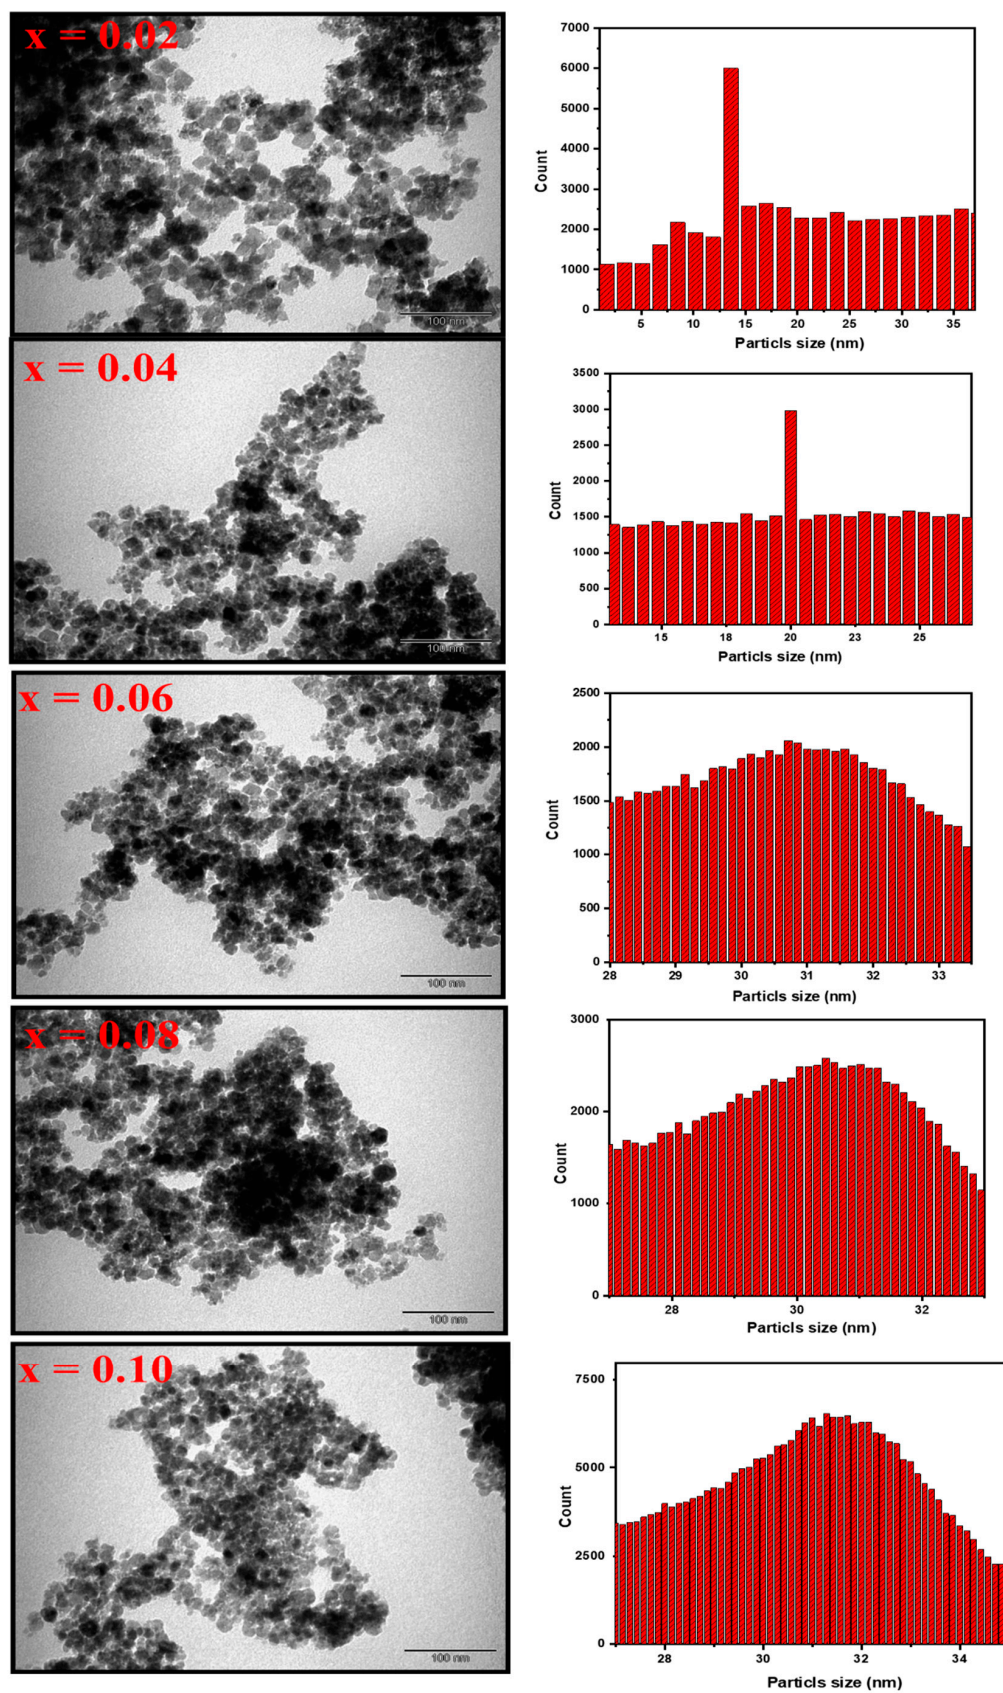 x = 0.02
100 nm
7000
6000
5000
4000
3000
2000
1000
0
Count
5
10
15
20
25
30
35
Particls size (nm)
x = 0.04
100 nm
3500
3000
2500
2000
1500
1000
500
0
Count
15
18
20
23
25
Particls size (nm)
x = 0.06
100 nm
2500
2000
1500
1000
500
0
Count
28
29
30
31
32
33
Particls size (nm)
x = 0.08
100 nm
3000
2000
1000
0
Count
28
30
32
Particls size (nm)
x = 0.10
100 nm
7500
5000
2500
0
Count
28
30
32
34
Particls size (nm)